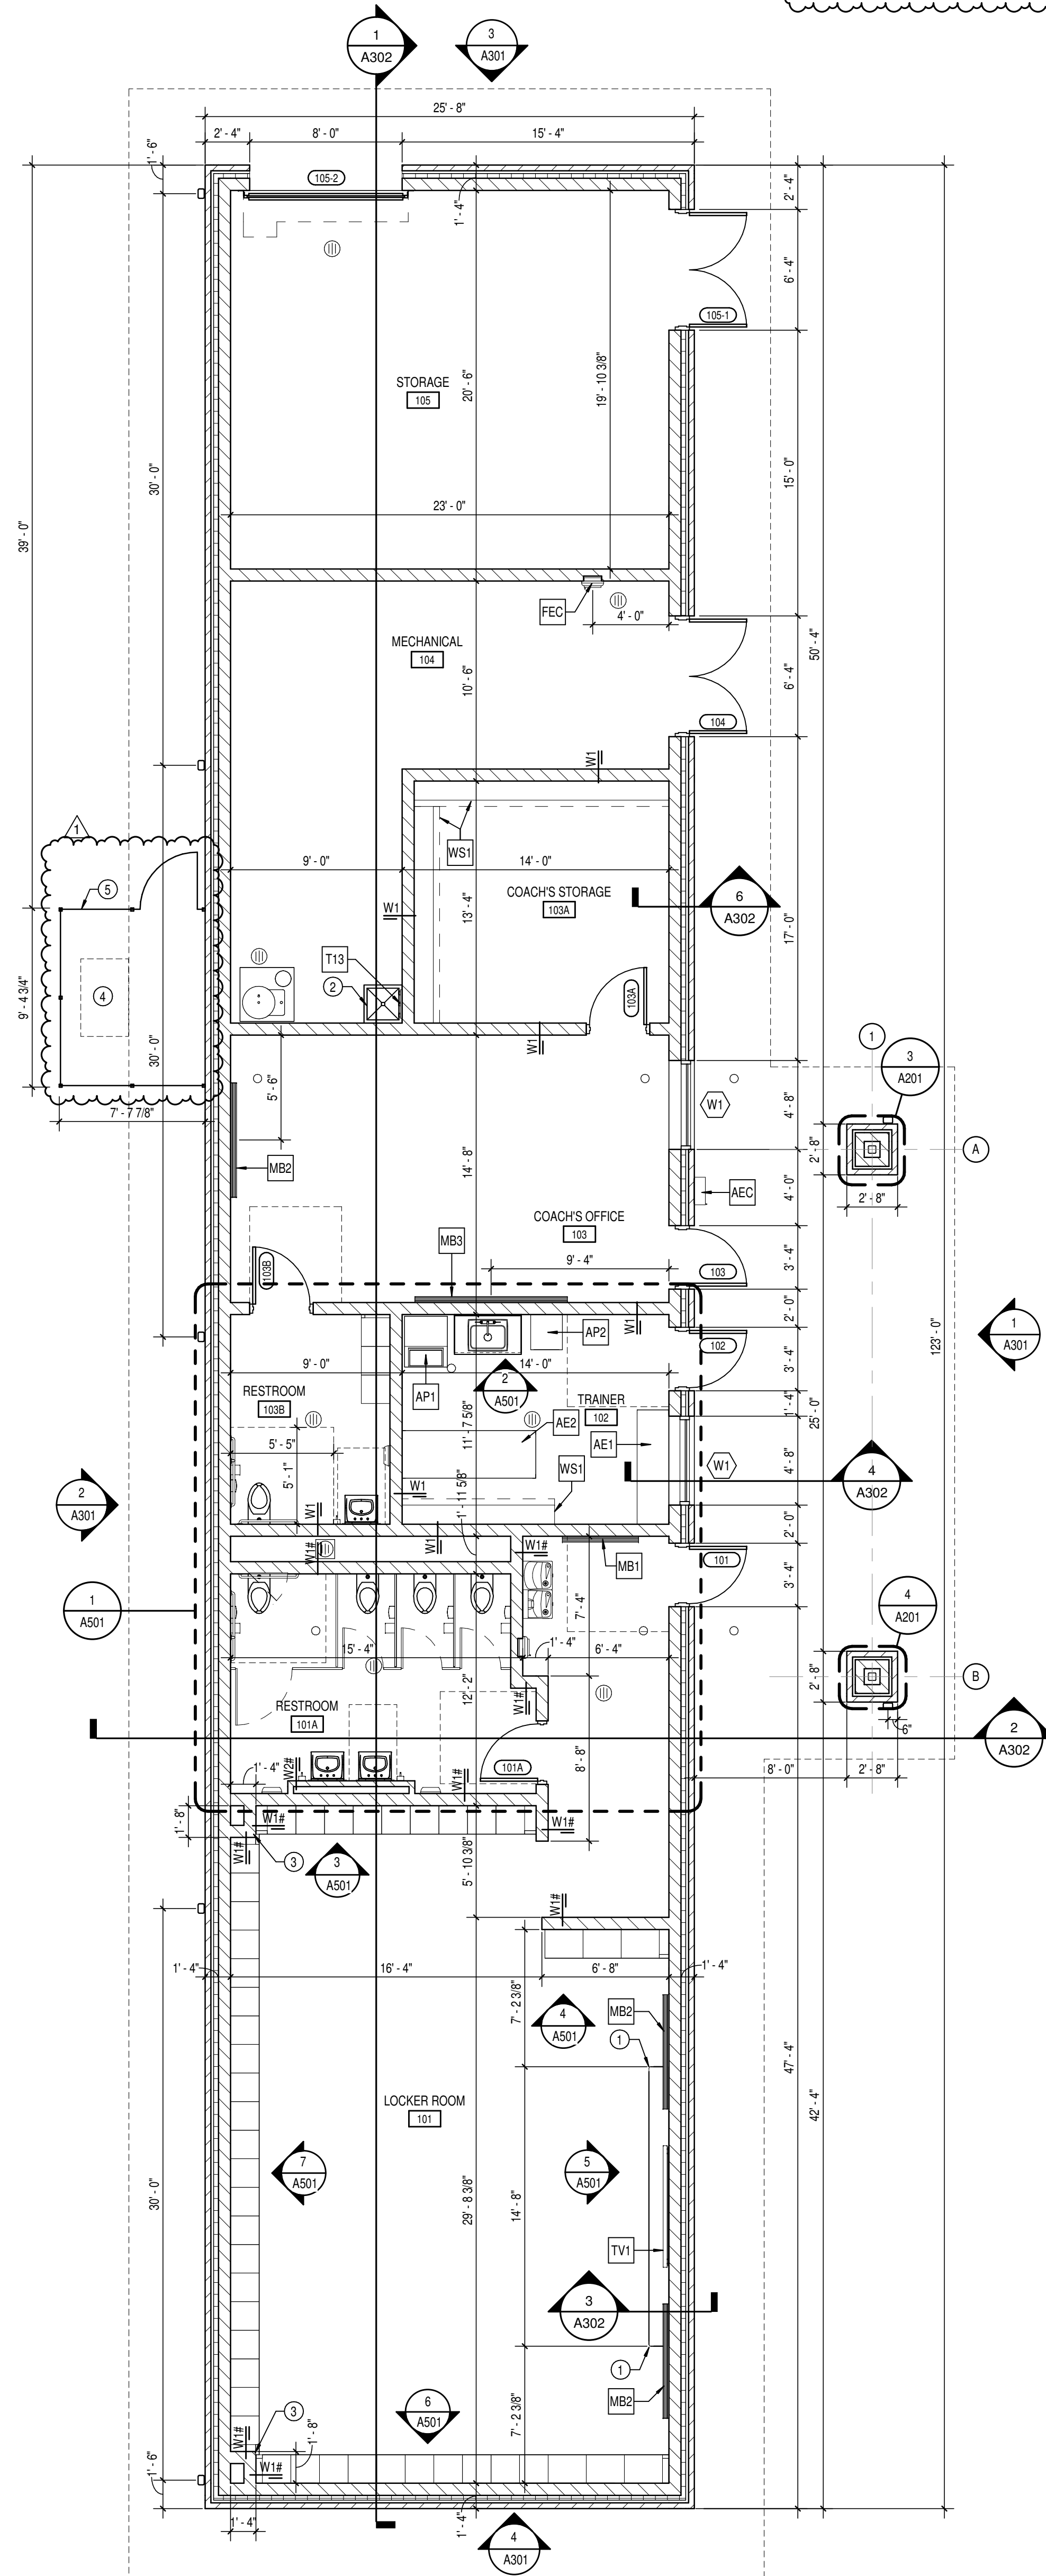 1
A302
3
A301
25' - 8"
2' - 4"
8' - 0"
15' - 4"
1' - 6"
105-2
1' - 4"
2' - 4"
6' - 4"
105-1
STORAGE
105
20' - 6"
19' - 10 3/8"
30' - 0"
15' - 0"
39' - 0"
23' - 0"
FEC
4' - 0"
MECHANICAL
104
10' - 6"
50' - 4"
6' - 4"
104
W1
WS1
1
9' - 0"
14' - 0"
5
COACH'S STORAGE
103A
13' - 4"
W1
6
A302
17' - 0"
T13
2
4
9' - 4 3/4"
103A
30' - 0"
W1
1
3
A201
5' - 6"
4' - 8"
W1
7' - 7 7/8"
2' - 8"
A
MB2
14' - 8"
AEC
4' - 0"
2' - 8"
COACH'S OFFICE
103
MB3
9' - 4"
103B
103
3' - 4"
2' - 0"
1
A301
123' - 0"
W1
AP2
102
3' - 4"
9' - 0"
14' - 0"
AP1
2
A501
RESTROOM
103B
TRAINER
102
1' - 4"
25' - 0"
AE2
AE1
11' - 7 5/8"
5' - 5"
5' - 1"
WS1
W1
4' - 8"
4
A302
2
A301
W1
1' - 11 5/8"
W1
W1
W1#
W1#
2' - 0"
MB1
101
3' - 4"
1
A501
7' - 4"
4
A201
15' - 4"
1' - 4"
6' - 4"
2' - 8"
B
12' - 2"
W1#
RESTROOM
101A
6"
2
A302
8' - 8"
101A
W2#
W1#
1' - 4"
8' - 0"
2' - 8"
1' - 8"
W1#
W1#
W1#
3
3
A501
5' - 10 3/8"
W1#
1' - 4"
16' - 4"
6' - 8"
1' - 4"
7' - 2 3/8"
MB2
4
A501
1
47' - 4"
42' - 4"
LOCKER ROOM
101
7
A501
5
A501
30' - 0"
29' - 8 3/8"
14' - 8"
TV1
3
A302
1
MB2
6
A501
3
7' - 2 3/8"
W1#
1' - 8"
W1#
1' - 6"
1' - 4"
1' - 4"
4
A301